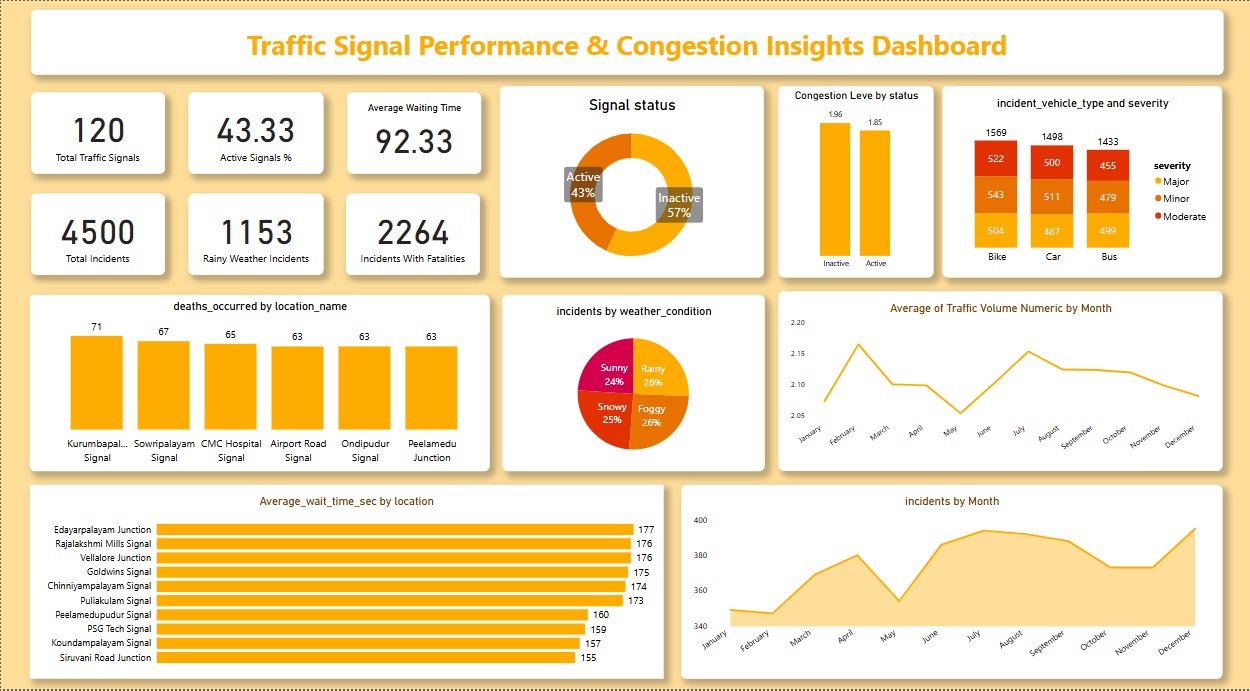 Traffic Signal Performance & Congestion Insights Dashboard
120
Total Traffic Signals
43.33
Active Signals %
Average Waiting Time
92.33
4500
Total Incidents
1153
Rainy Weather Incidents
2264
Incidents With Fatalities
Signal status
Active
43%
Inactive
57%
Congestion Leve by status
1.96
1.85
Inactive
Active
incident_vehicle_type and severity
1569
1498
1433
522
500
455
543
511
479
504
487
499
Bike
Car
Bus
severity
Major
Minor
Moderate
deaths_occurred by location_name
71
67
65
63
63
63
Kurumbapal...
Signal
Sowripalayam
Signal
CMC Hospital
Signal
Airport Road
Signal
Ondipudur
Signal
Peelamedu
Junction
incidents by weather_condition
Sunny
24%
Rainy
26%
Snowy
25%
Foggy
26%
Average of Traffic Volume Numeric by Month
2.20
2.15
2.10
2.05
January
February
March
April
May
June
July
August
September
October
November
December
Average_wait_time_sec by location
Edayarpalayam Junction 177
Rajalakshmi Mills Signal 176
Vellalore Junction 176
Goldwins Signal 175
Chinniyampalayam Signal 174
Puliakulam Signal 173
Peelamedupudur Signal 160
PSG Tech Signal 159
Koundampalayam Signal 157
Siruvani Road Junction 155
incidents by Month
400
380
360
340
January
February
March
April
May
June
July
August
September
October
November
December